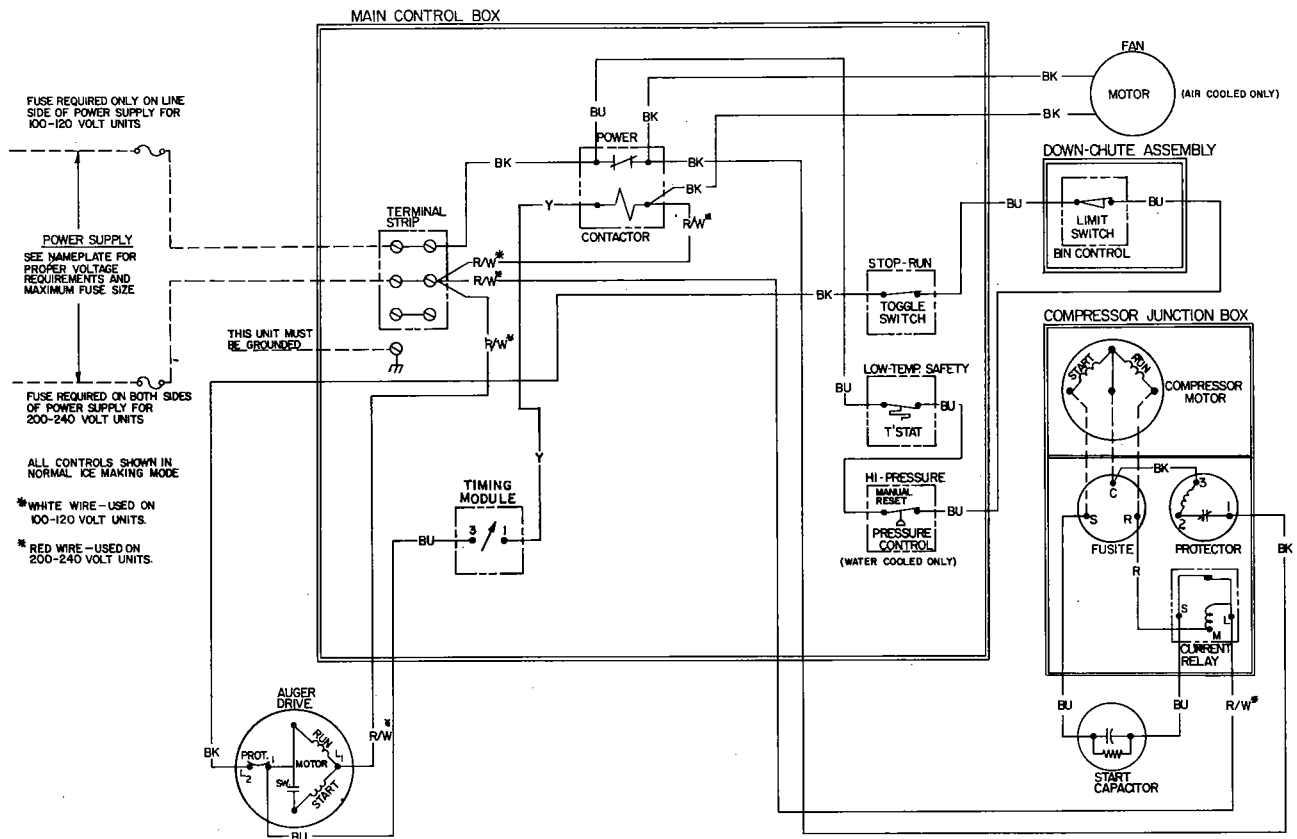 MAIN CONTROL BOX
FUSE REQUIRED ONLY ON LINE
SIDE OF POWER SUPPLY FOR
100-120 VOLT UNITS
POWER SUPPLY
SEE NAMEPLATE FOR
PROPER VOLTAGE
REQUIREMENTS AND
MAXIMUM FUSE SIZE
THIS UNIT MUST
BE GROUNDED
FUSE REQUIRED ON BOTH SIDES
OF POWER SUPPLY FOR
200-240 VOLT UNITS
ALL CONTROLS SHOWN IN
NORMAL ICE MAKING MODE
*WHITE WIRE-USED ON
100-120 VOLT UNITS.
* RED WIRE-USED ON
200-240 VOLT UNITS.
TERMINAL
STRIP
BK
BU
BK
POWER
BK
BK
Y
R/W*
CONTACTOR
R/W*
R/W*
R/W*
BK
BK
FAN
MOTOR
(AIR COOLED ONLY)
DOWN-CHUTE ASSEMBLY
BU
BU
LIMIT
SWITCH
BIN CONTROL
STOP-RUN
BK
TOGGLE
SWITCH
LOW-TEMP. SAFETY
BU
BU
T'STAT
HI-PRESSURE
MANUAL
RESET
BU
PRESSURE
CONTROL
(WATER COOLED ONLY)
Y
TIMING
MODULE
BU
3
1
COMPRESSOR JUNCTION BOX
START
RUN
COMPRESSOR
MOTOR
BK
C
S
R
FUSITE
3
2
1
PROTECTOR
BK
R
S
L
M
CURRENT
RELAY
BU
BU
R/W*
START
CAPACITOR
AUGER
DRIVE
R/W*
BK
PROT.
L2
1
RUN
L1
MOTOR
SW.
START
BU